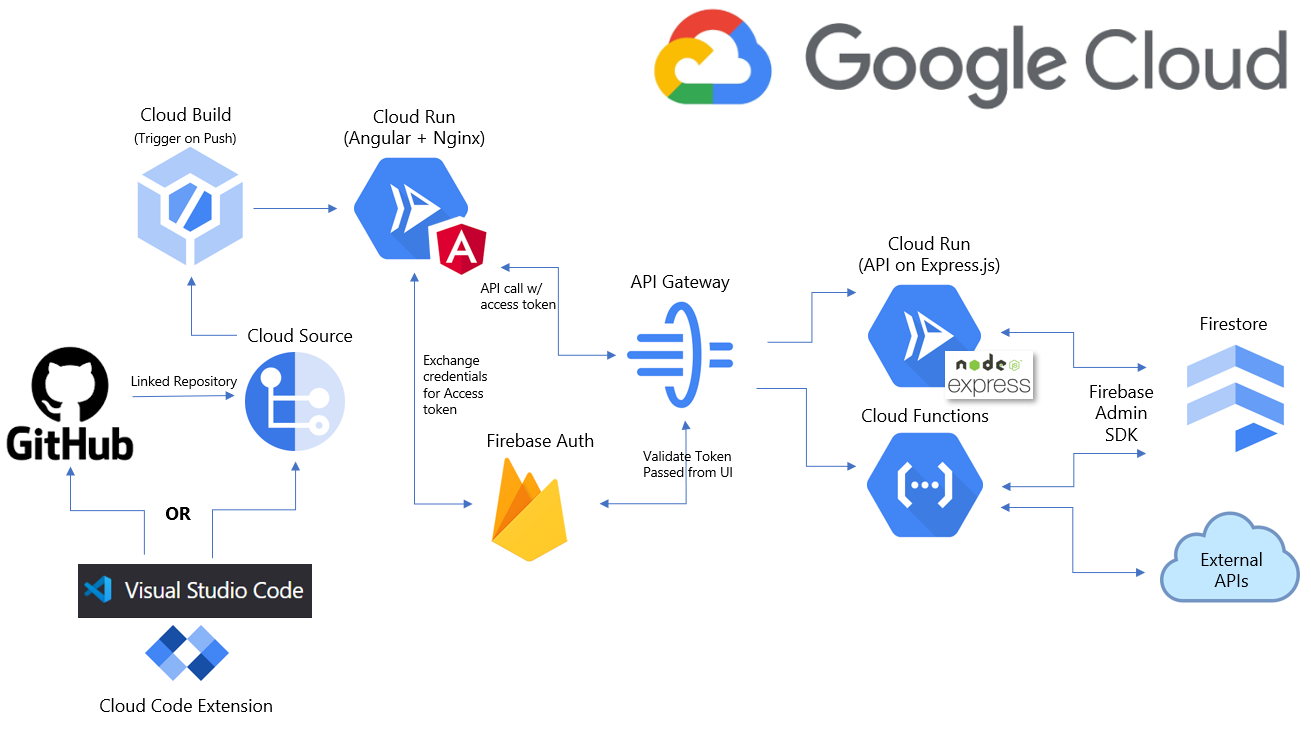 Google Cloud
Cloud Build
(Trigger on Push)
Cloud Run
(Angular + Nginx)
A
API call w/
access token
API Gateway
Cloud Run
(API on Express.js)
node
JS
express
Firestore
Cloud Source
Linked Repository
GitHub
Exchange
credentials
for Access
token
Firebase Auth
Validate Token
Passed from UI
Cloud Functions
Firebase
Admin
SDK
External
APIs
OR
Visual Studio Code
Cloud Code Extension